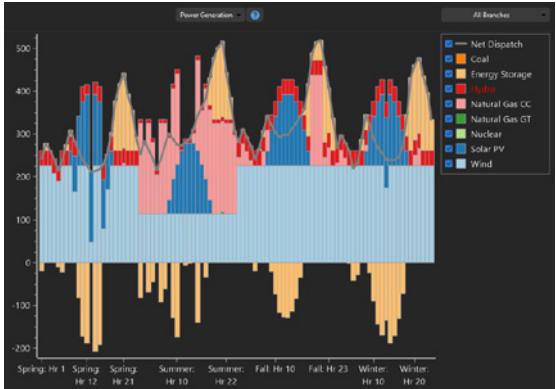 Power Generation
All Branches
500
400
300
200
100
0
-100
-200
Net Dispatch
Coal
Energy Storage
Hydro
Natural Gas CC
Natural Gas GT
Nuclear
Solar PV
Wind
Spring: Hr 1
Spring: Hr 12
Spring: Hr 21
Summer: Hr 10
Summer: Hr 22
Fall: Hr 10
Fall: Hr 23
Winter: Hr 10
Winter: Hr 20